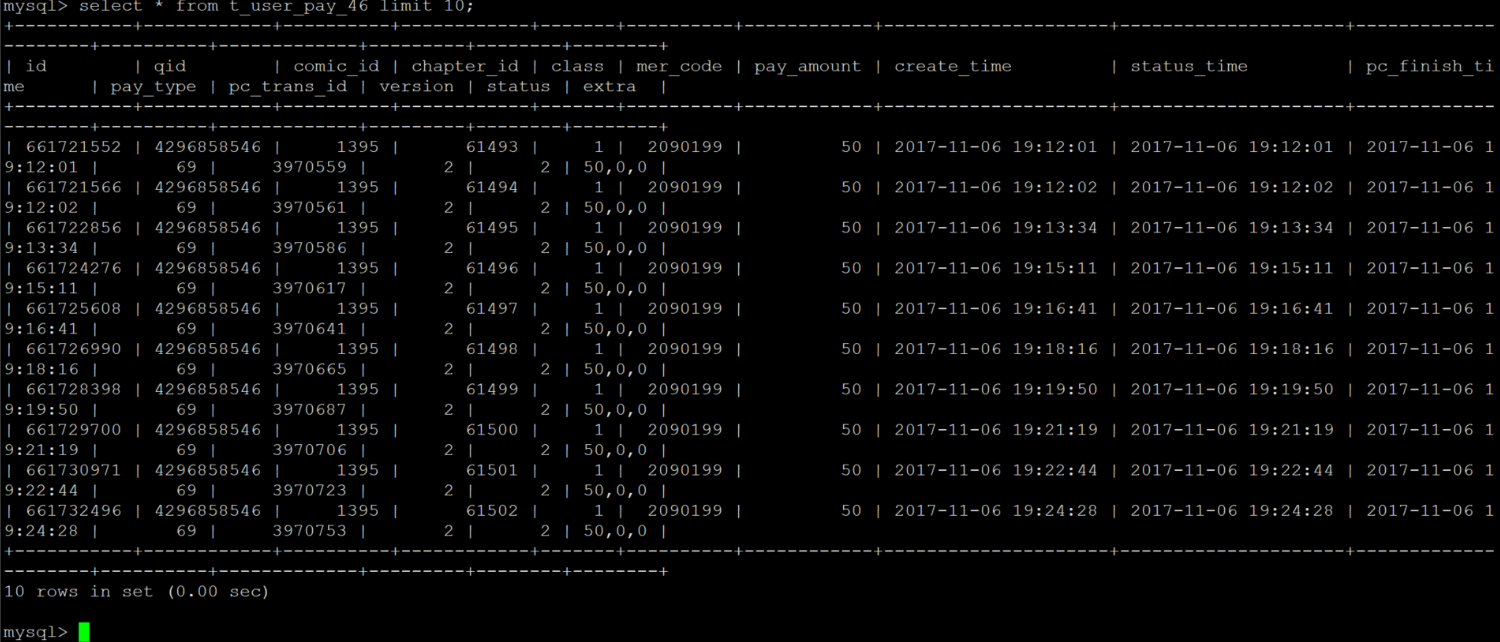 mysql> select * from t_user_pay_46 limit 10;
+-----------+------------+----------+------------+-------+----------+------------+---------------------+---------------------+-------------
--------+----------+-------------+---------+--------+--------+
| id        | qid        | comic_id | chapter_id | class | mer_code | pay_amount | create_time         | status_time         | pc_finish_ti
me      | pay_type | pc_trans_id | version | status | extra  |
+-----------+------------+----------+------------+-------+----------+------------+---------------------+---------------------+-------------
--------+----------+-------------+---------+--------+--------+
| 661721552 | 4296858546 |     1395 |      61493 |     1 |  2090199 |         50 | 2017-11-06 19:12:01 | 2017-11-06 19:12:01 | 2017-11-06 1
9:12:01 |       69 |     3970559 |       2 |      2 | 50,0,0 |
| 661721566 | 4296858546 |     1395 |      61494 |     1 |  2090199 |         50 | 2017-11-06 19:12:02 | 2017-11-06 19:12:02 | 2017-11-06 1
9:12:02 |       69 |     3970561 |       2 |      2 | 50,0,0 |
| 661722856 | 4296858546 |     1395 |      61495 |     1 |  2090199 |         50 | 2017-11-06 19:13:34 | 2017-11-06 19:13:34 | 2017-11-06 1
9:13:34 |       69 |     3970586 |       2 |      2 | 50,0,0 |
| 661724276 | 4296858546 |     1395 |      61496 |     1 |  2090199 |         50 | 2017-11-06 19:15:11 | 2017-11-06 19:15:11 | 2017-11-06 1
9:15:11 |       69 |     3970617 |       2 |      2 | 50,0,0 |
| 661725608 | 4296858546 |     1395 |      61497 |     1 |  2090199 |         50 | 2017-11-06 19:16:41 | 2017-11-06 19:16:41 | 2017-11-06 1
9:16:41 |       69 |     3970641 |       2 |      2 | 50,0,0 |
| 661726990 | 4296858546 |     1395 |      61498 |     1 |  2090199 |         50 | 2017-11-06 19:18:16 | 2017-11-06 19:18:16 | 2017-11-06 1
9:18:16 |       69 |     3970665 |       2 |      2 | 50,0,0 |
| 661728398 | 4296858546 |     1395 |      61499 |     1 |  2090199 |         50 | 2017-11-06 19:19:50 | 2017-11-06 19:19:50 | 2017-11-06 1
9:19:50 |       69 |     3970687 |       2 |      2 | 50,0,0 |
| 661729700 | 4296858546 |     1395 |      61500 |     1 |  2090199 |         50 | 2017-11-06 19:21:19 | 2017-11-06 19:21:19 | 2017-11-06 1
9:21:19 |       69 |     3970706 |       2 |      2 | 50,0,0 |
| 661730971 | 4296858546 |     1395 |      61501 |     1 |  2090199 |         50 | 2017-11-06 19:22:44 | 2017-11-06 19:22:44 | 2017-11-06 1
9:22:44 |       69 |     3970723 |       2 |      2 | 50,0,0 |
| 661732496 | 4296858546 |     1395 |      61502 |     1 |  2090199 |         50 | 2017-11-06 19:24:28 | 2017-11-06 19:24:28 | 2017-11-06 1
9:24:28 |       69 |     3970753 |       2 |      2 | 50,0,0 |
+-----------+------------+----------+------------+-------+----------+------------+---------------------+---------------------+-------------
--------+----------+-------------+---------+--------+--------+
10 rows in set (0.00 sec)
mysql>